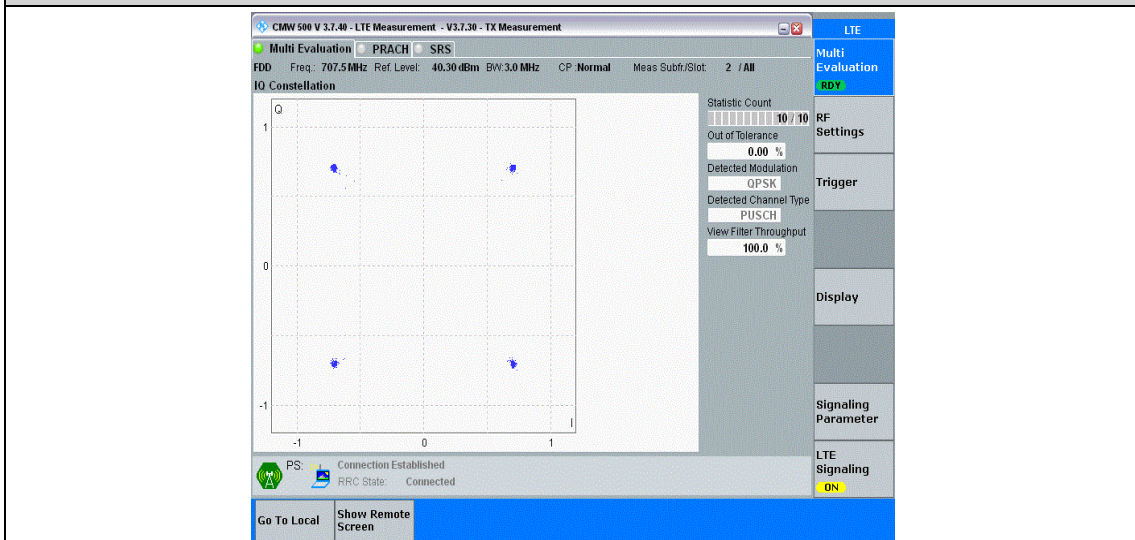 CMW 500 V 3.7.40 - LTE Measurement - V3.7.30 - TX Measurement
LTE
Multi Evaluation PRACH SRS
Multi
Evaluation
RDY
FDD Freq.: 707.5 MHz Ref. Level: 40.30 dBm BW: 3.0 MHz CP : Normal Meas Subfr./Slot: 2 / All
IQ Constellation
Q
1
0
-1
-1 0 1
I
Statistic Count
10 / 10
Out of Tolerance
0.00 %
Detected Modulation
QPSK
Detected Channel Type
PUSCH
View Filter Throughput
100.0 %
RF
Settings
Trigger
Display
Signaling
Parameter
LTE
Signaling
ON
PS: Connection Established
RRC State: Connected
Go To Local
Show Remote
Screen